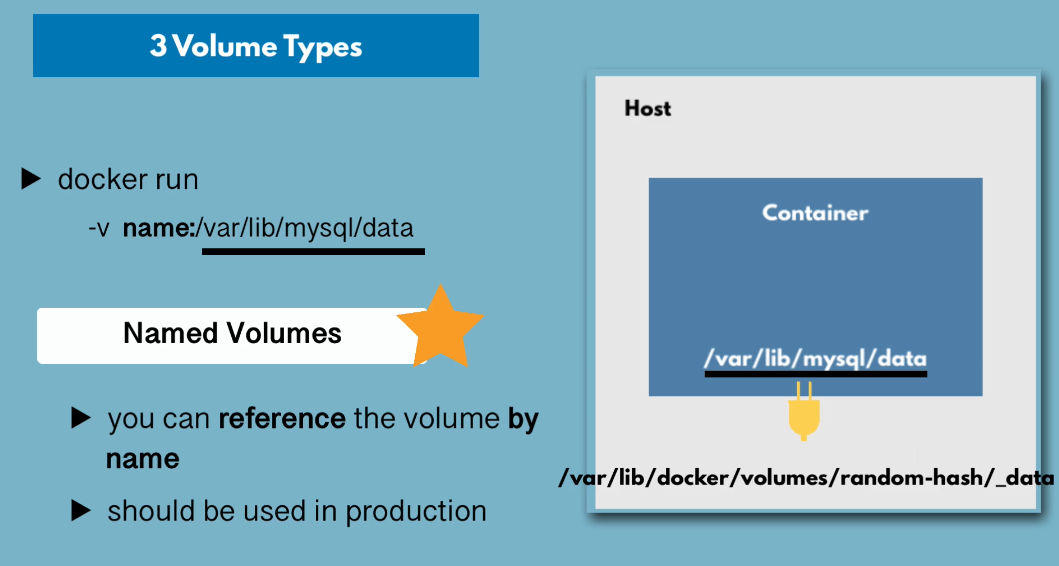 3 Volume Types
docker run
-v name:/var/lib/mysql/data
Named Volumes
you can reference the volume by
name
should be used in production
Host
Container
/var/lib/mysql/data
/var/lib/docker/volumes/random-hash/_data